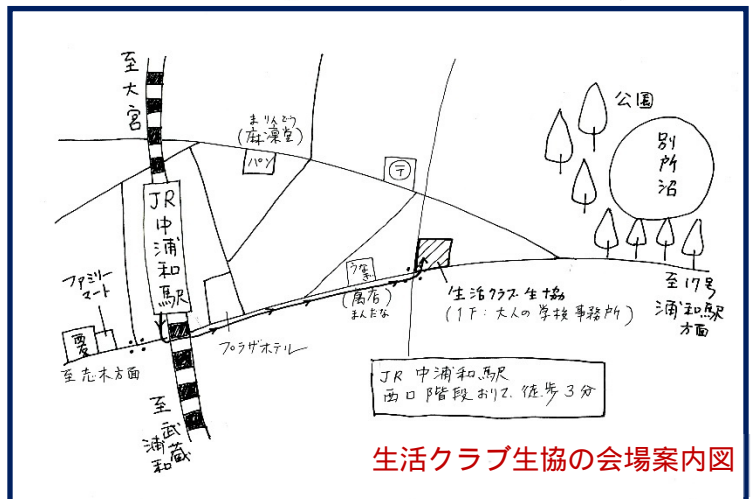 至大宮
まりんどう
(麻凛堂)
パン
〒
公園
別所沼
JR中浦和駅
ファミリー
マート
うなぎ
(萬店)
まんだな
生活クラブ生協
(1F:大人の学校事務所)
至17号
浦和駅
方面
プラザホテル
至志木方面
至武蔵
浦和
JR 中浦和駅
西口階段おりて、徒歩3分
生活クラブ生協の会場案内図